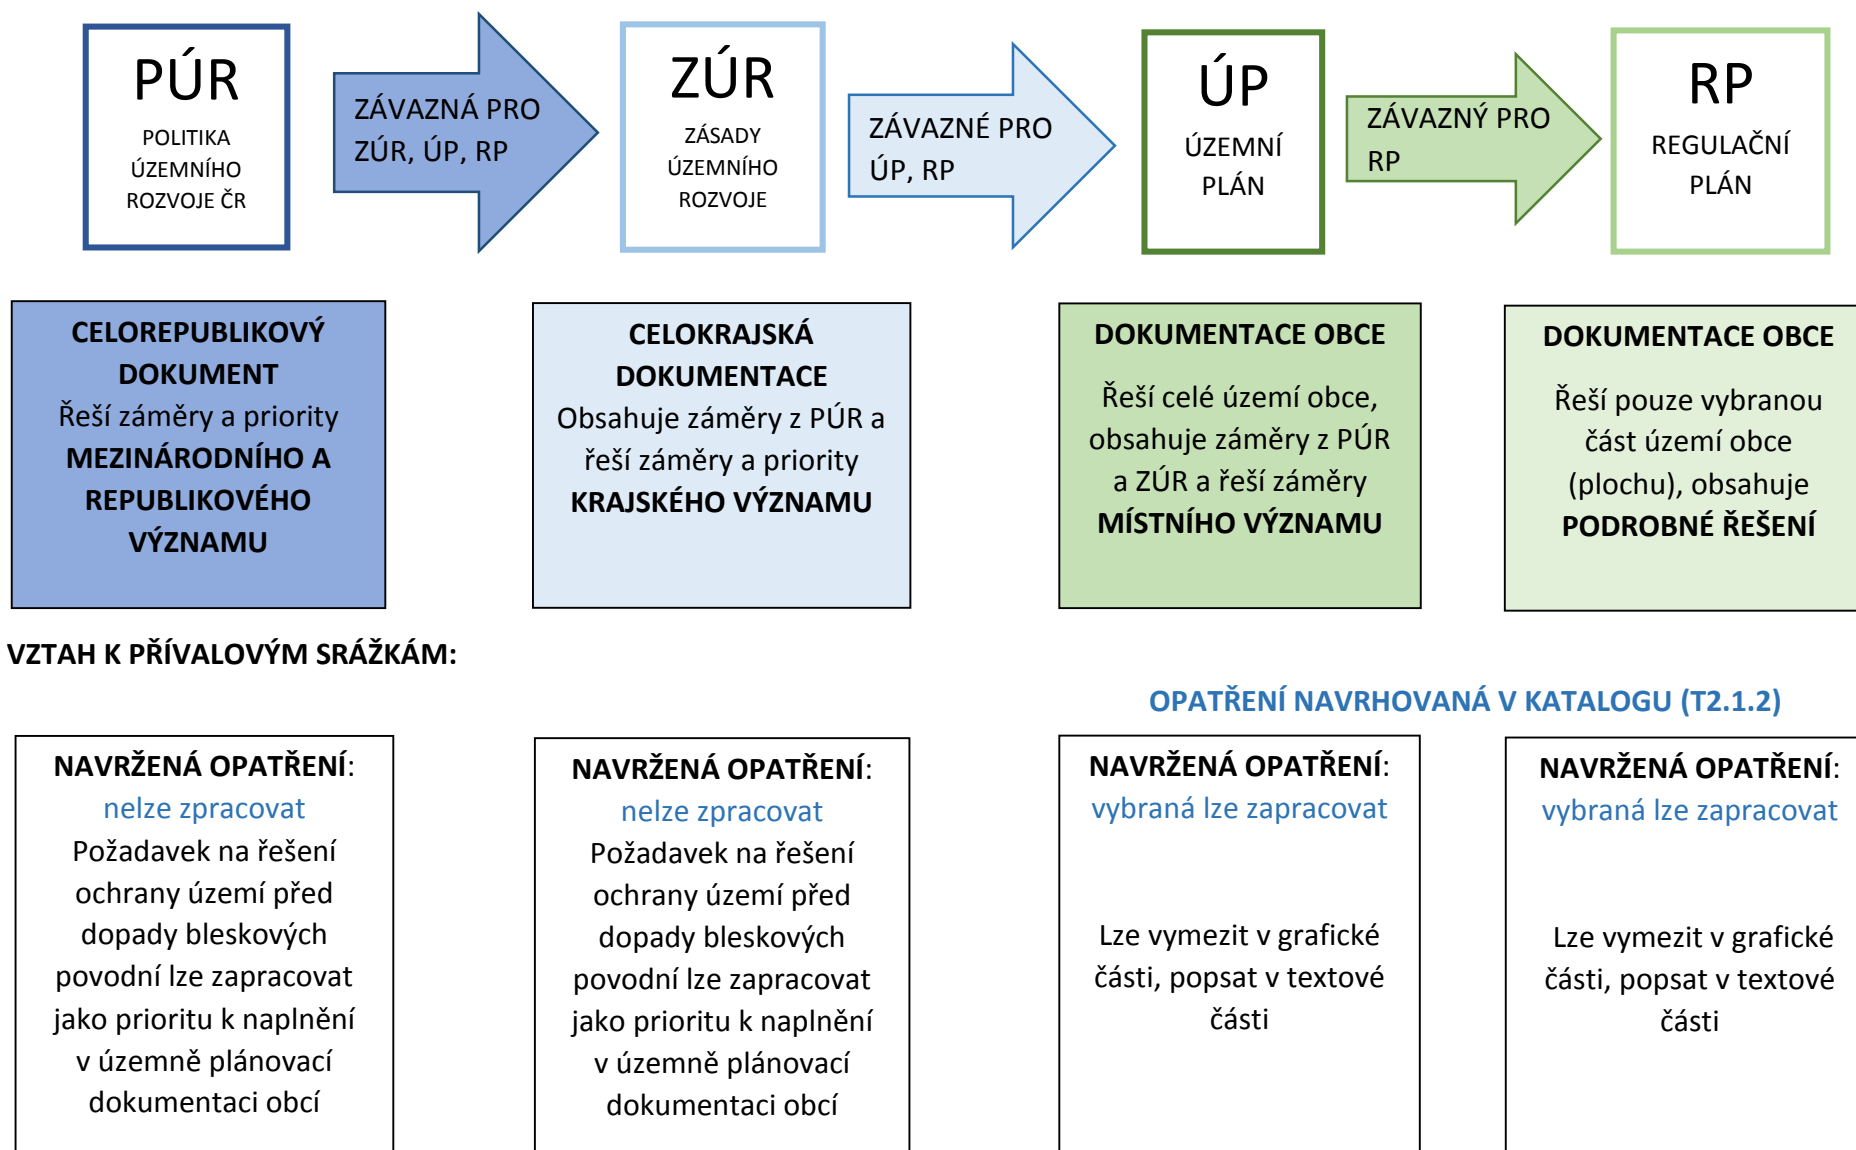 PÚR
POLITIKA
ÚZEMNÍHO
ROZVOJE ČR
ZÁVAZNÁ PRO
ZÚR, ÚP, RP
ZÚR
ZÁSADY
ÚZEMNÍHO
ROZVOJE
ZÁVAZNÉ PRO
ÚP, RP
ÚP
ÚZEMNÍ
PLÁN
ZÁVAZNÝ PRO
RP
RP
REGULAČNÍ
PLÁN
CELOREPUBLIKOVÝ
DOKUMENT
Řeší záměry a priority
MEZINÁRODNÍHO A
REPUBLIKOVÉHO
VÝZNAMU
CELOKRAJSKÁ
DOKUMENTACE
Obsahuje záměry z PÚR a
řeší záměry a priority
KRAJSKÉHO VÝZNAMU
DOKUMENTACE OBCE
Řeší celé území obce,
obsahuje záměry z PÚR
a ZÚR a řeší záměry
MÍSTNÍHO VÝZNAMU
DOKUMENTACE OBCE
Řeší pouze vybranou
část území obce
(plochu), obsahuje
PODROBNÉ ŘEŠENÍ
VZTAH K PŘÍVALOVÝM SRÁŽKÁM:
OPATŘENÍ NAVRHOVANÁ V KATALOGU (T2.1.2)
NAVRŽENÁ OPATŘENÍ:
nelze zpracovat
Požadavek na řešení
ochrany území před
dopady bleskových
povodní lze zapracovat
jako prioritu k naplnění
v územně plánovací
dokumentaci obcí
NAVRŽENÁ OPATŘENÍ:
nelze zpracovat
Požadavek na řešení
ochrany území před
dopady bleskových
povodní lze zapracovat
jako prioritu k naplnění
v územně plánovací
dokumentaci obcí
NAVRŽENÁ OPATŘENÍ:
vybraná lze zapracovat
Lze vymezit v grafické
části, popsat v textové
části
NAVRŽENÁ OPATŘENÍ:
vybraná lze zapracovat
Lze vymezit v grafické
části, popsat v textové
části